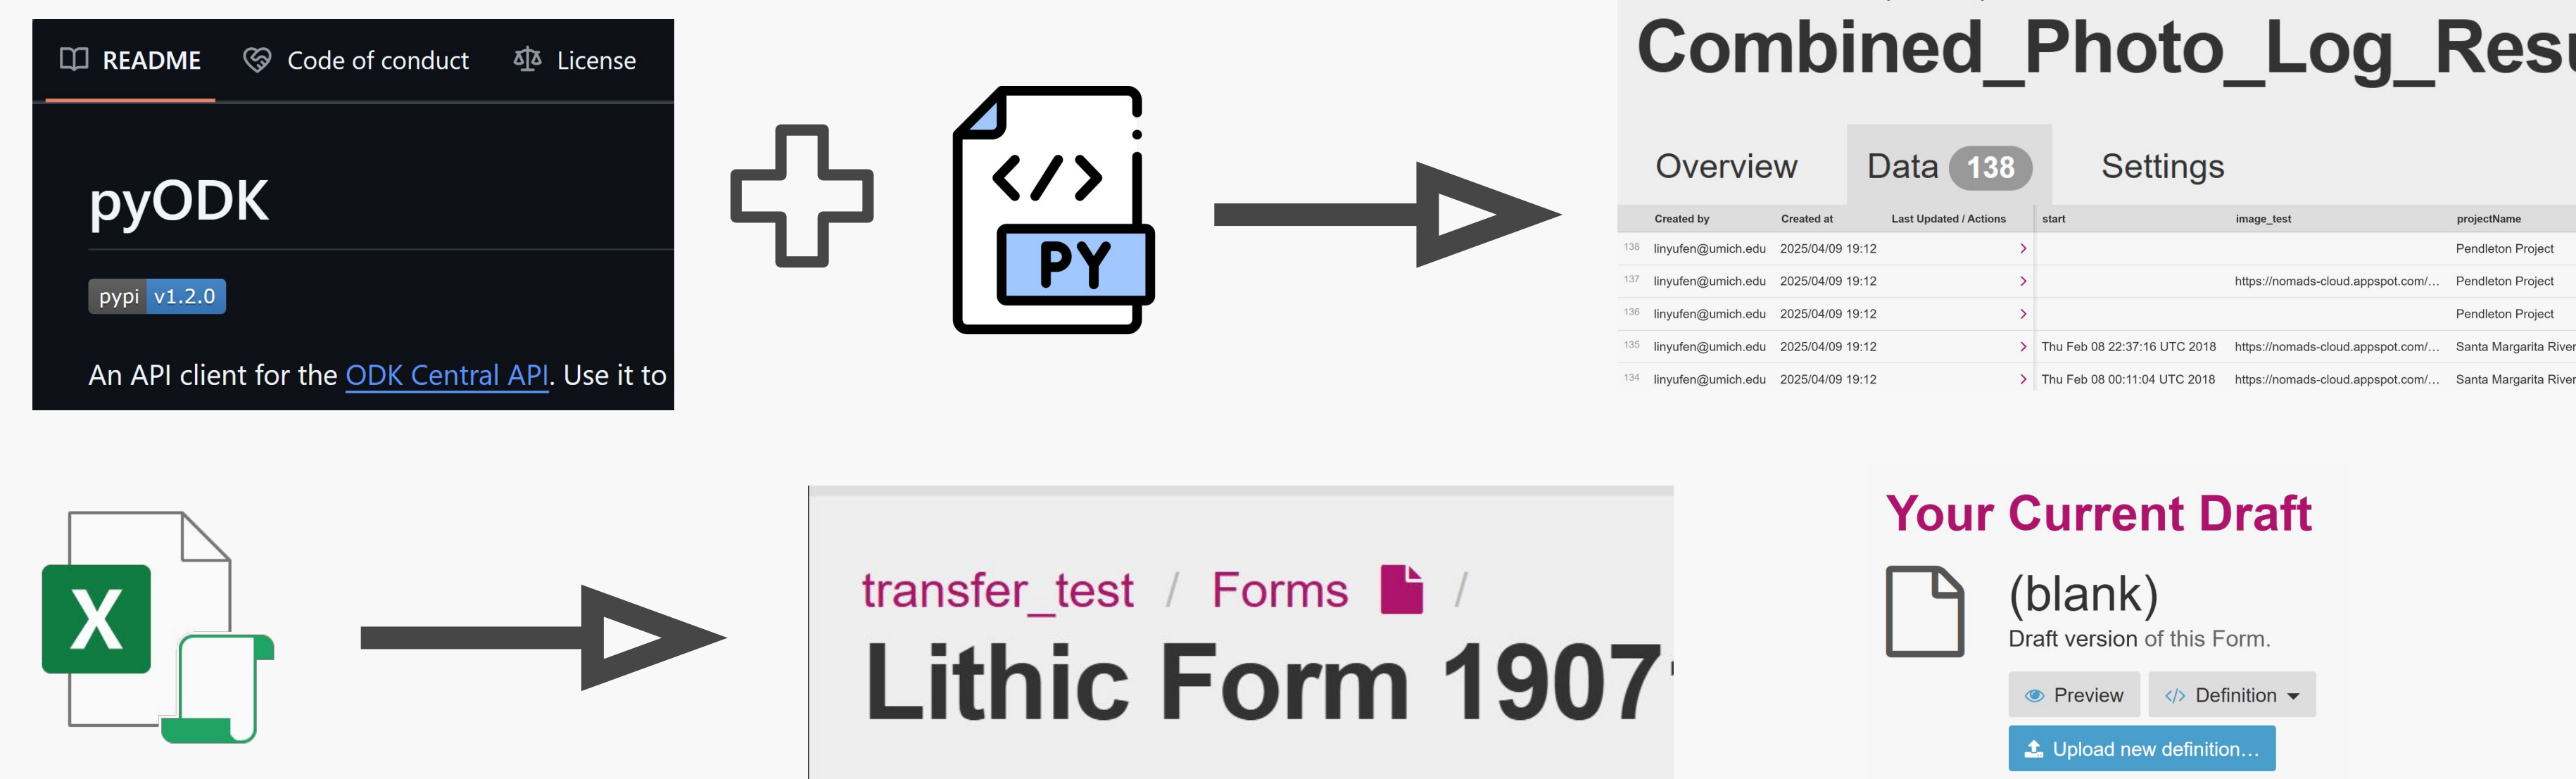 README Code of conduct License
pyODK
pypi v1.2.0
An API client for the ODK Central API. Use it to
</>
PY
Combined_Photo_Log_Resu
Overview Data 138 Settings
Created by Created at Last Updated / Actions start image_test projectName
138 linyufen@umich.edu 2025/04/09 19:12 Pendleton Project
137 linyufen@umich.edu 2025/04/09 19:12 https://nomads-cloud.appspot.com/... Pendleton Project
136 linyufen@umich.edu 2025/04/09 19:12 Pendleton Project
135 linyufen@umich.edu 2025/04/09 19:12 Thu Feb 08 22:37:16 UTC 2018 https://nomads-cloud.appspot.com/... Santa Margarita River
134 linyufen@umich.edu 2025/04/09 19:12 Thu Feb 08 00:11:04 UTC 2018 https://nomads-cloud.appspot.com/... Santa Margarita River
X
transfer_test / Forms /
Lithic Form 1907
Your Current Draft
(blank)
Draft version of this Form.
Preview </> Definition
Upload new definition...